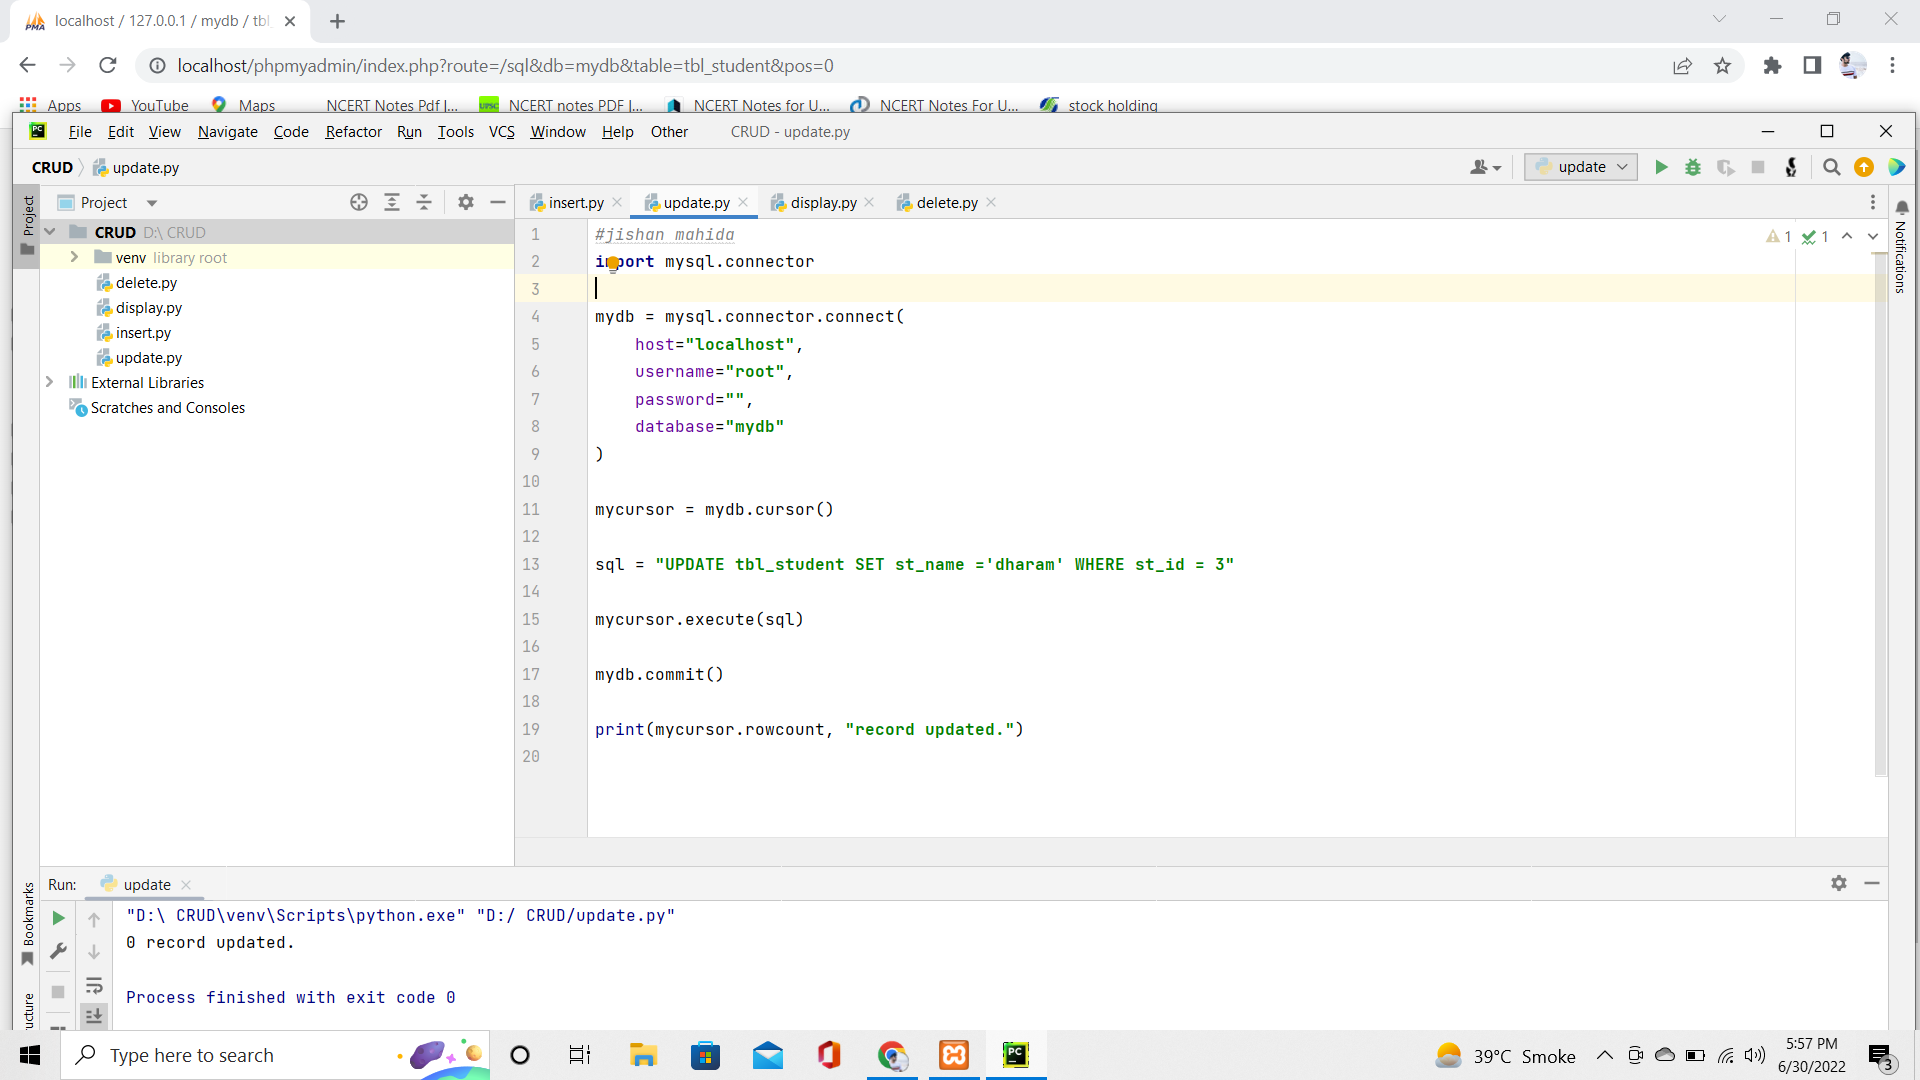 localhost / 127.0.0.1 / mydb / tbl
localhost/phpmyadmin/index.php?route=/sql&db=mydb&table=tbl_student&pos=0
Apps YouTube Maps NCERT Notes Pdf |... NCERT notes PDF |... NCERT Notes for U... NCERT Notes For U... stock holding
File Edit View Navigate Code Refactor Run Tools VCS Window Help Other CRUD - update.py
CRUD update.py update
Project
Project insert.py update.py display.py delete.py
CRUD D:\ CRUD
venv library root
delete.py
display.py
insert.py
update.py
External Libraries
Scratches and Consoles
1 #jishan mahida
1 1
2 import mysql.connector
3
4 mydb = mysql.connector.connect(
5 host="localhost",
6 username="root",
7 password="",
8 database="mydb"
9 )
10
11 mycursor = mydb.cursor()
12
13 sql = "UPDATE tbl_student SET st_name ='dharam' WHERE st_id = 3"
14
15 mycursor.execute(sql)
16
17 mydb.commit()
18
19 print(mycursor.rowcount, "record updated.")
20
Notifications
Run: update
Bookmarks
"D:\ CRUD\venv\Scripts\python.exe" "D:/ CRUD/update.py"
0 record updated.
Process finished with exit code 0
ucture
Type here to search
39°C Smoke
5:57 PM
6/30/2022
3